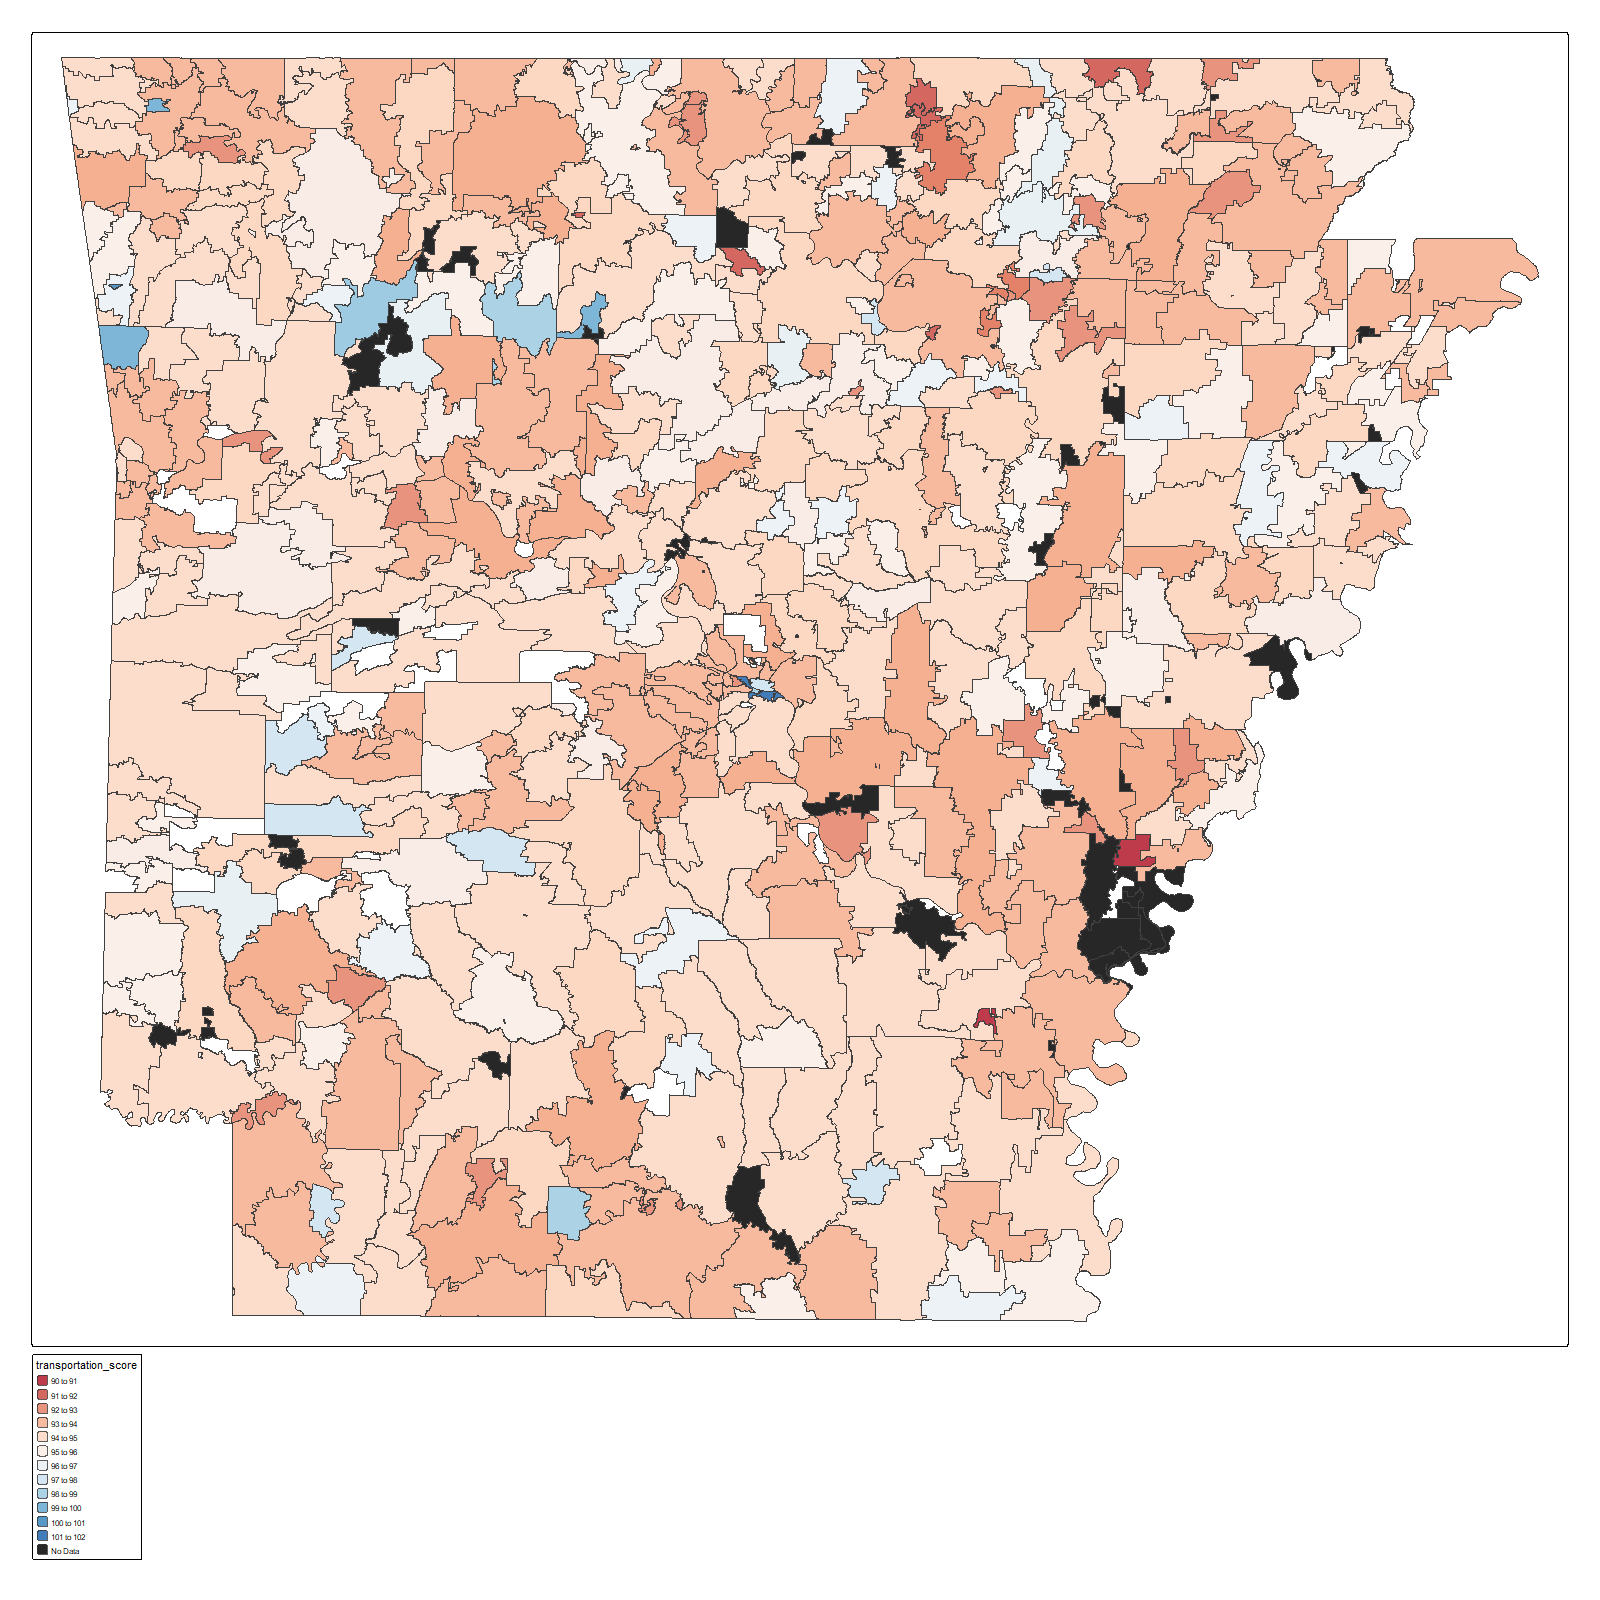 transportation_score
90 to 91
91 to 92
92 to 93
93 to 94
94 to 95
95 to 96
96 to 97
97 to 98
98 to 99
99 to 100
100 to 101
101 to 102
No Data